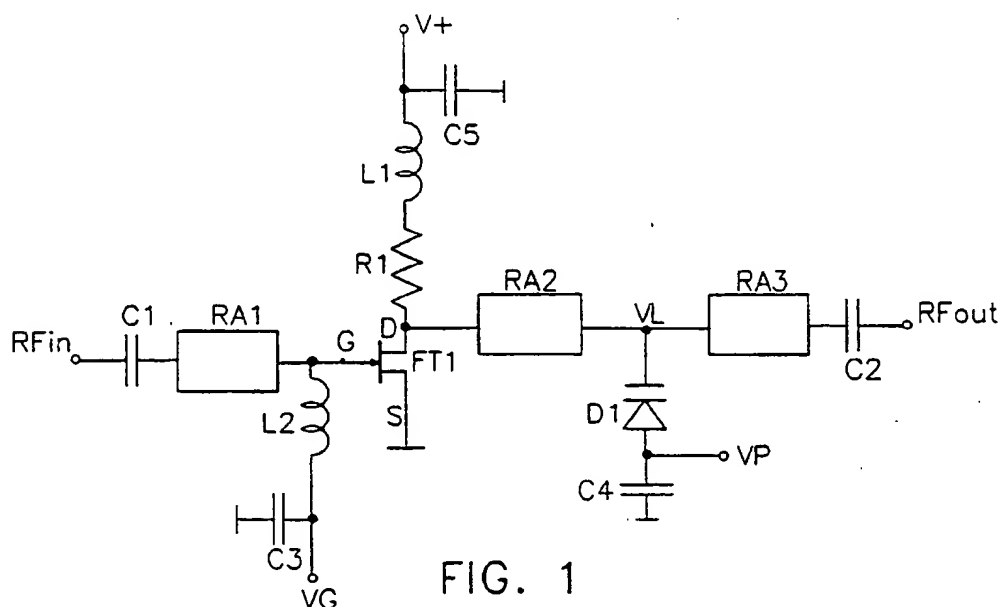 V+
C5
L1
R1
RA2
RA3
C1
RA1
D
VL
RFout
RFin
G
FT1
C2
L2
S
D1
VP
C4
C3
VG
FIG. 1